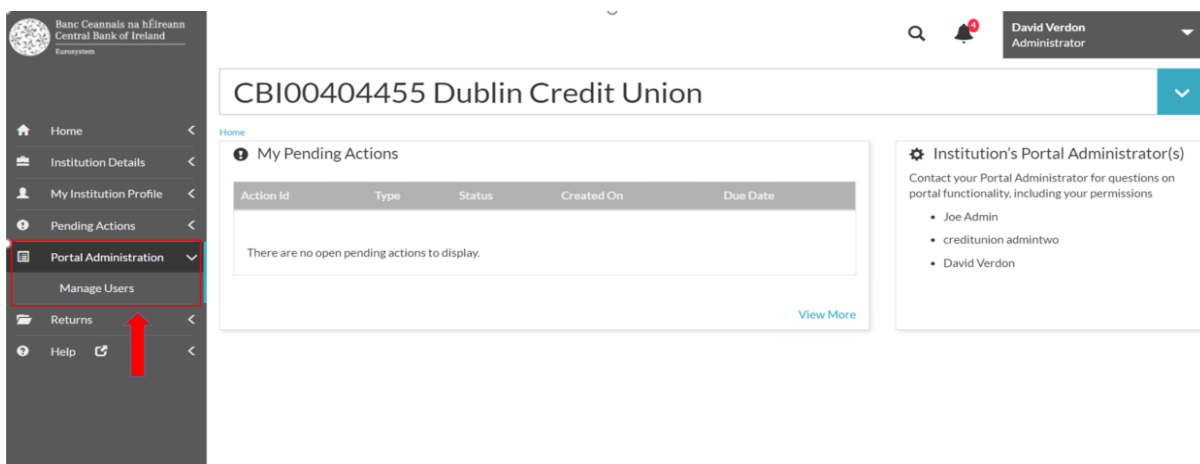 Banc Ceannais na hÉireann
Central Bank of Ireland
Eurosystem
4
David Verdon
Administrator
CBI00404455 Dublin Credit Union
Home
Institution Details
My Institution Profile
Pending Actions
Portal Administration
Manage Users
Returns
Help
Home
My Pending Actions
Action Id Type Status Created On Due Date
There are no open pending actions to display.
View More
Institution's Portal Administrator(s)
Contact your Portal Administrator for questions on
portal functionality, including your permissions
• Joe Admin
• creditunion admintwo
• David Verdon